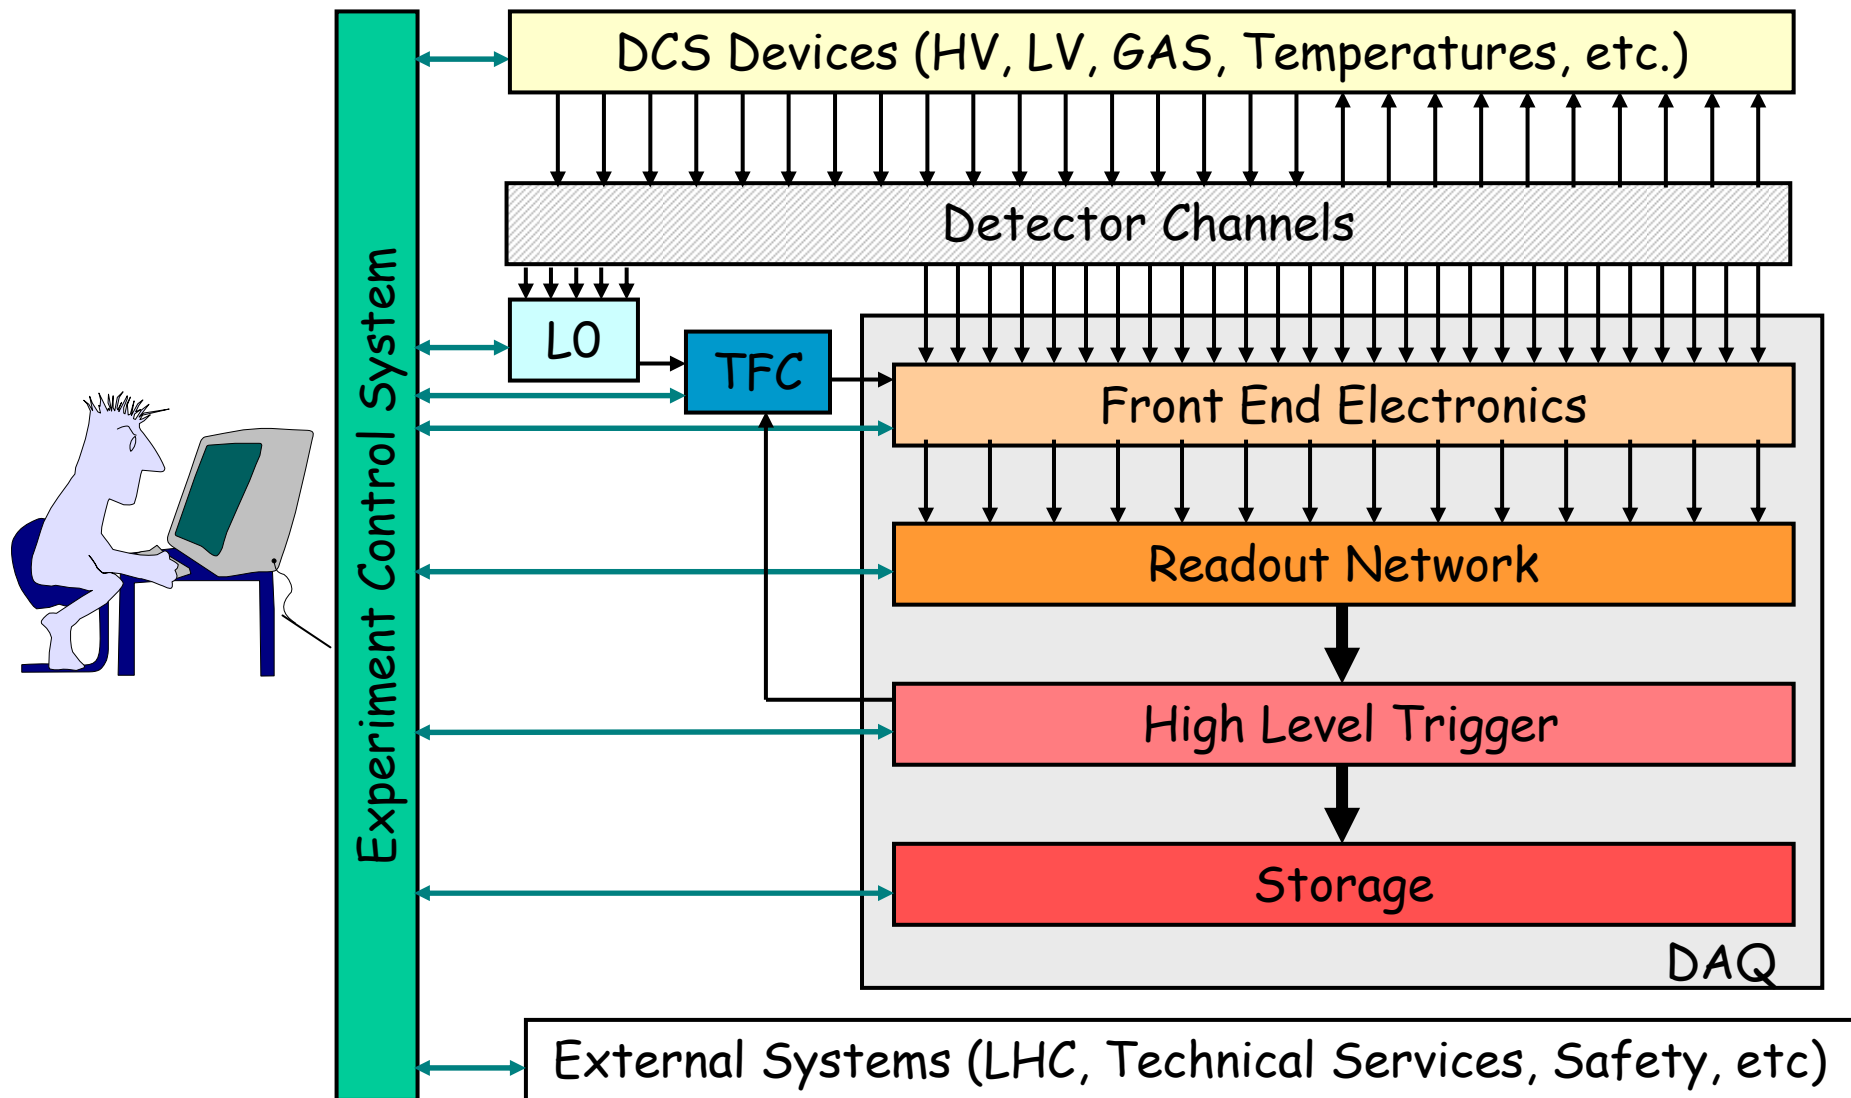 DCS Devices (HV, LV, GAS, Temperatures, etc.)
Detector Channels
Experiment Control System
L0
TFC
Front End Electronics
Readout Network
High Level Trigger
Storage
DAQ
External Systems (LHC, Technical Services, Safety, etc)